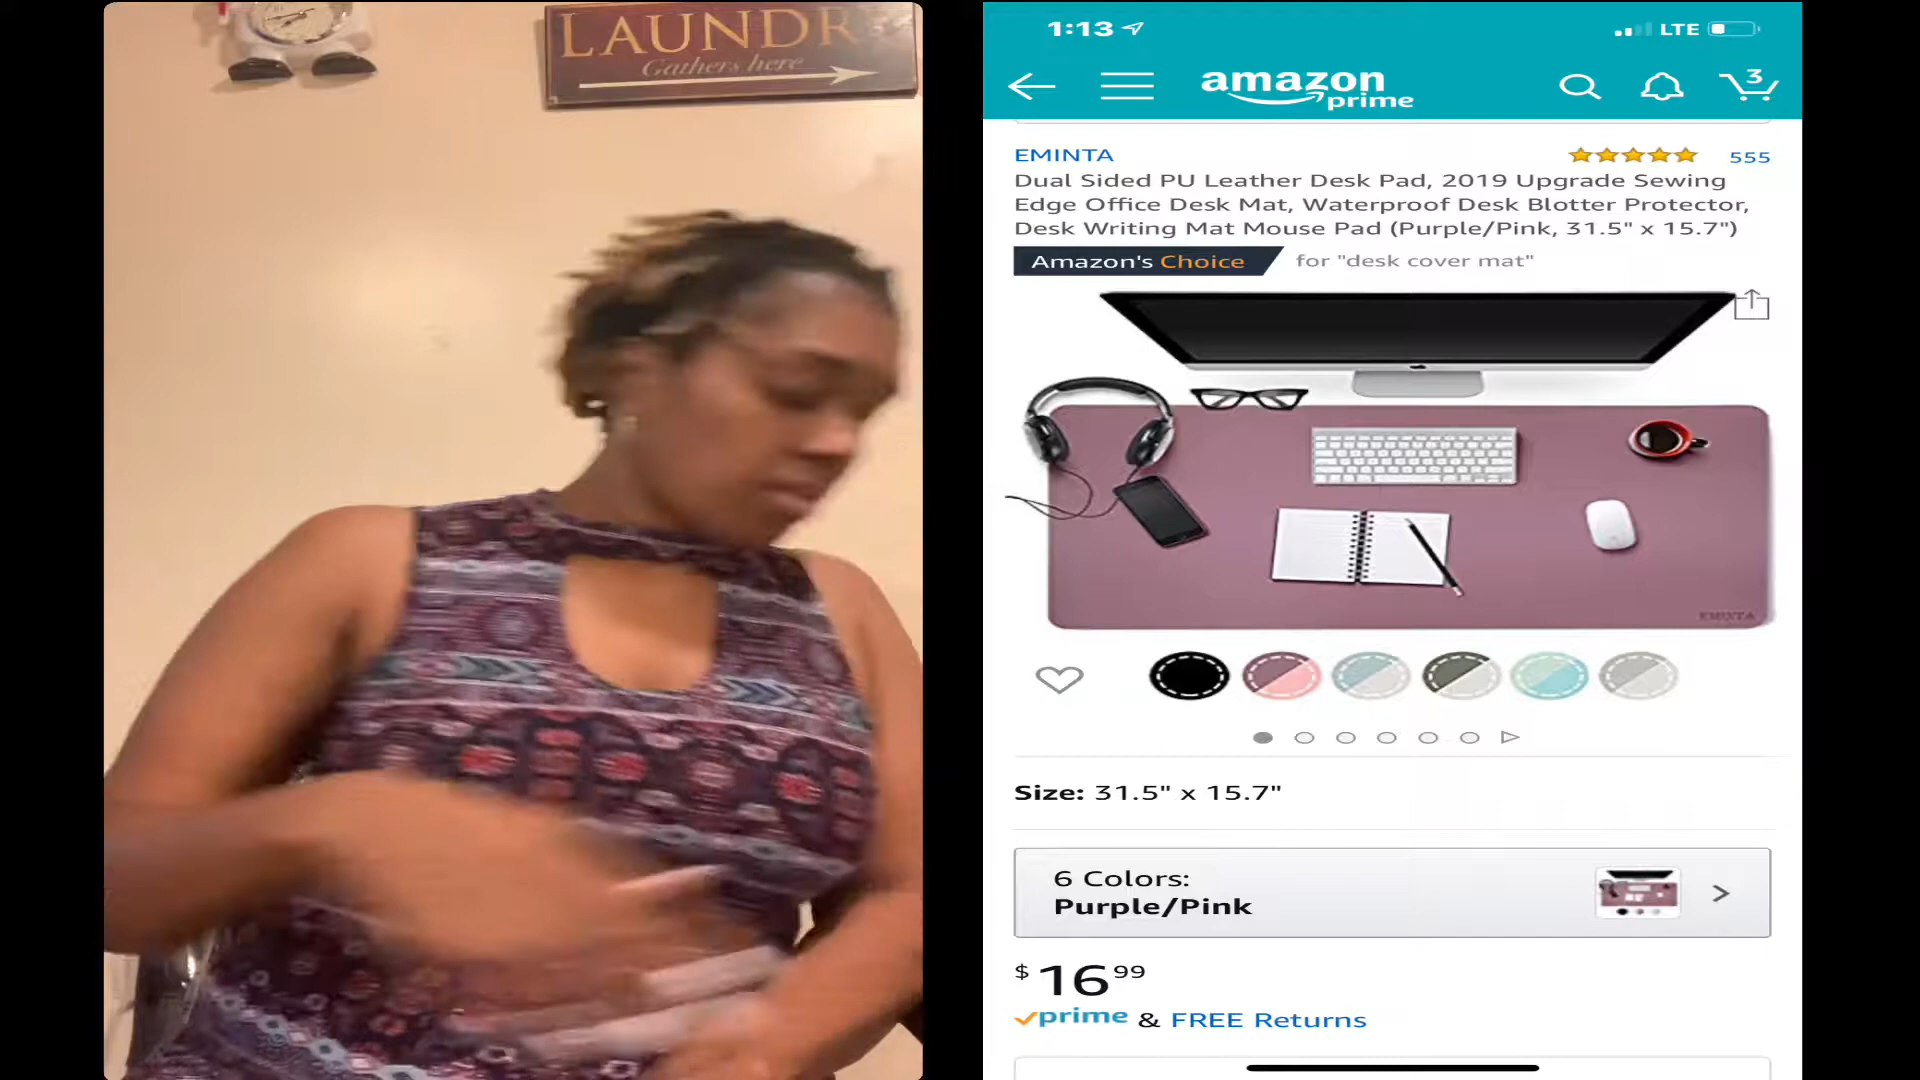 LAUNDR
Gathers here
1:13
LTE
amazon
prime
3
EMINTA
555
Dual Sided PU Leather Desk Pad, 2019 Upgrade Sewing
Edge Office Desk Mat, Waterproof Desk Blotter Protector,
Desk Writing Mat Mouse Pad (Purple/Pink, 31.5" x 15.7")
Amazon's Choice for "desk cover mat"
EMINTA
Size: 31.5" x 15.7"
6 Colors:
Purple/Pink
$16 99
prime & FREE Returns